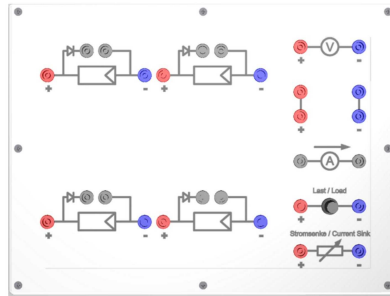 V
+ -
+ - + -
+ -
A
Last / Load
+ -
Stromsenke / Current Sink
+ - + -
+ -